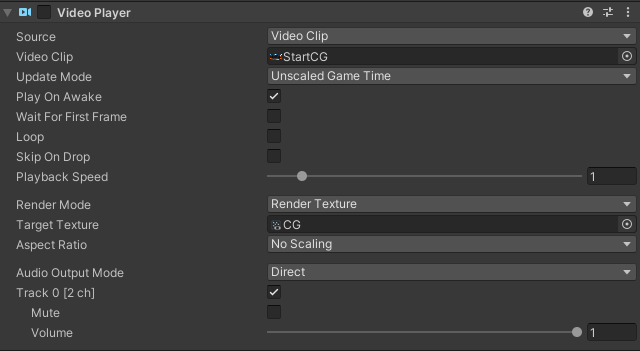 Video Player
Source Video Clip
Video Clip StartCG
Update Mode Unscaled Game Time
Play On Awake
Wait For First Frame
Loop
Skip On Drop
Playback Speed 1
Render Mode Render Texture
Target Texture CG
Aspect Ratio No Scaling
Audio Output Mode Direct
Track 0 [2 ch]
Mute
Volume 1